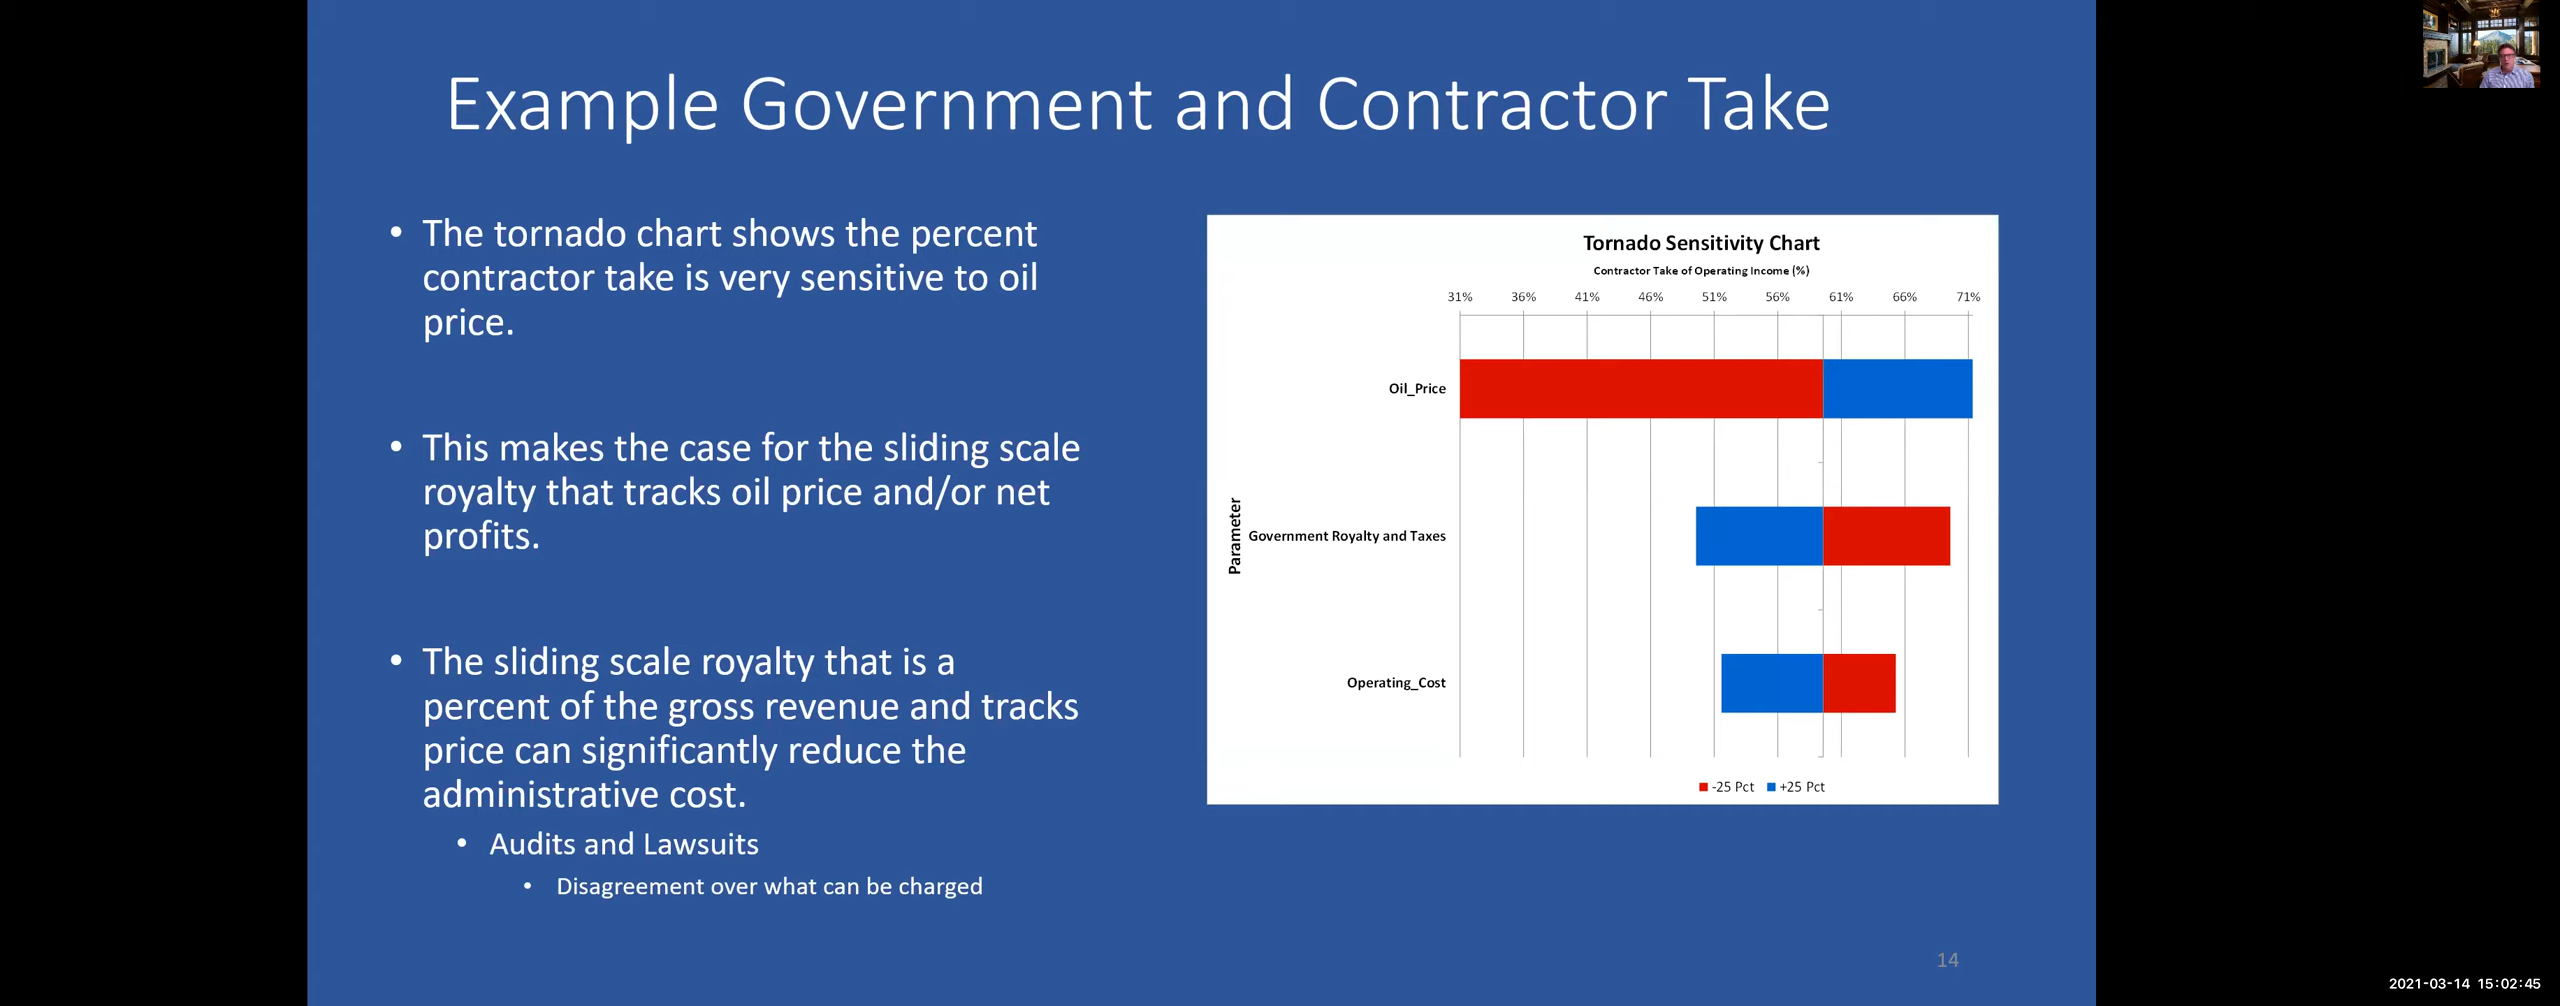 Example Government and Contractor Take
• The tornado chart shows the percent
contractor take is very sensitive to oil
price.
• This makes the case for the sliding scale
royalty that tracks oil price and/or net
profits.
• The sliding scale royalty that is a
percent of the gross revenue and tracks
price can significantly reduce the
administrative cost.
• Audits and Lawsuits
• Disagreement over what can be charged
Tornado Sensitivity Chart
Contractor Take of Operating Income (%)
31% 36% 41% 46% 51% 56% 61% 66% 71%
Parameter
Oil_Price
Government Royalty and Taxes
Operating_Cost
-25 Pct +25 Pct
14
2021-03-14 15:02:45